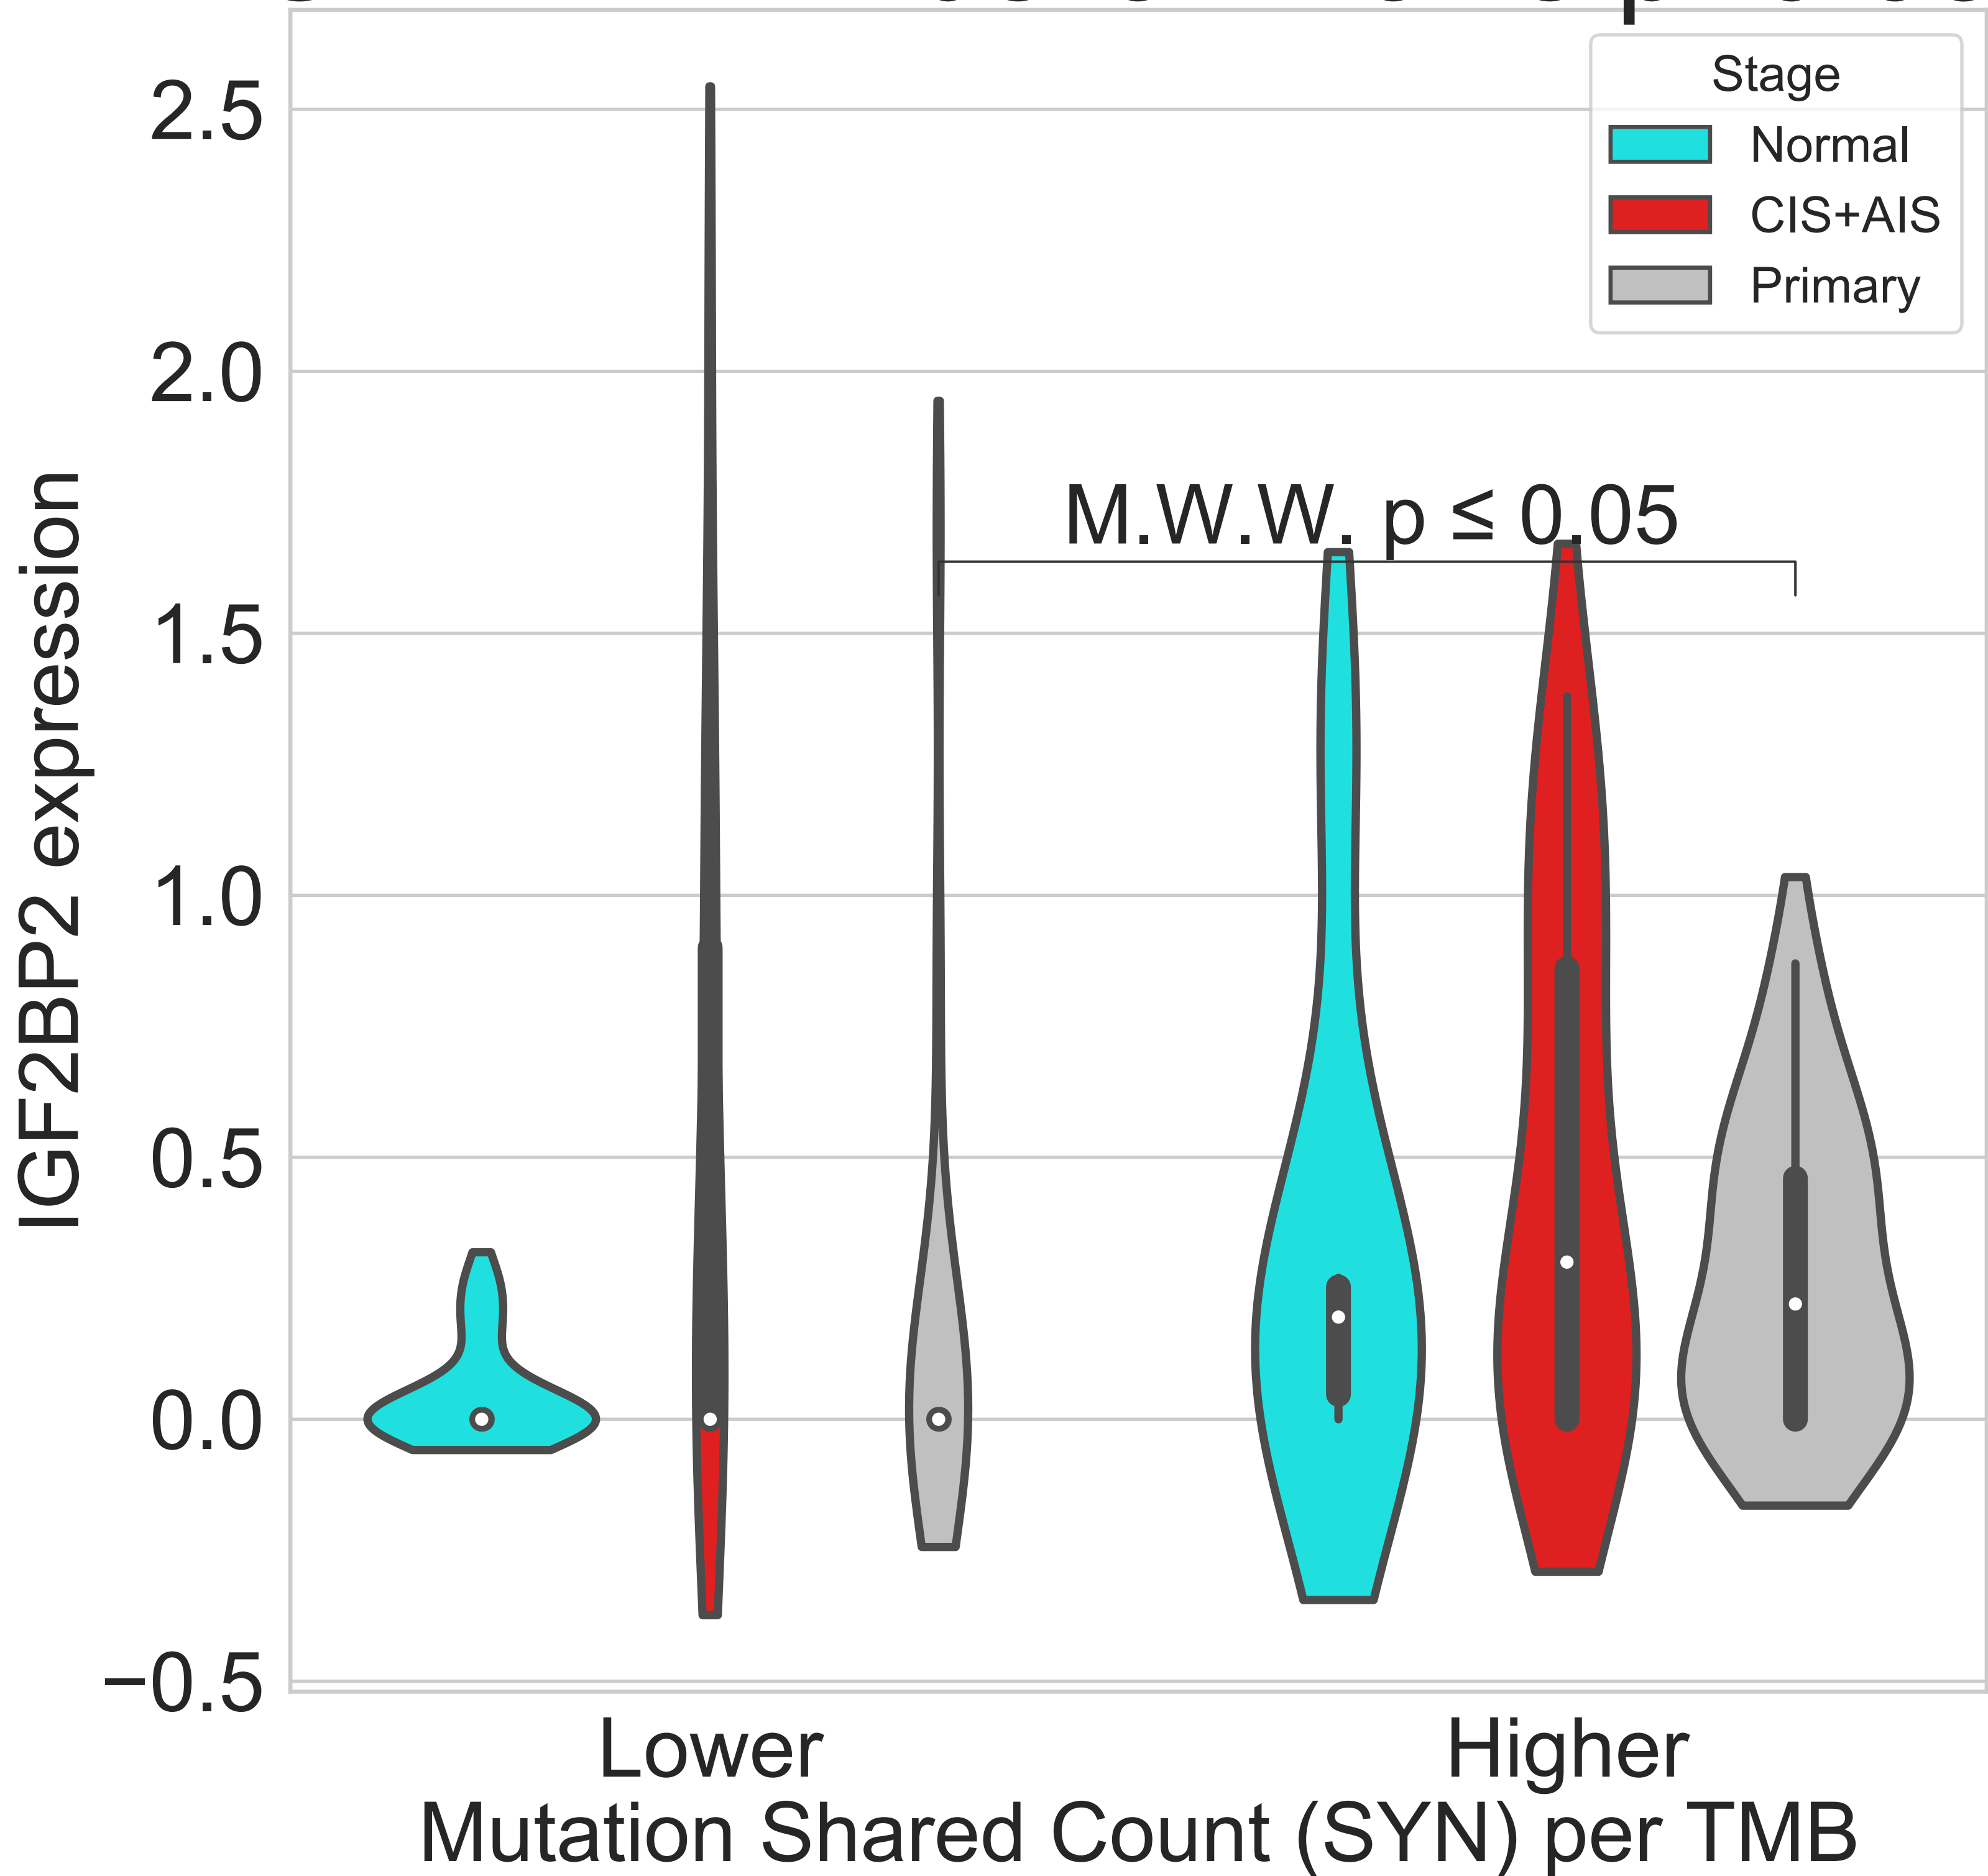 Stage
Normal
CIS+AIS
Primary
2.5
2.0
1.5
1.0
0.5
0.0
−0.5
IGF2BP2 expression
M.W.W. p ≤ 0.05
Lower
Higher
Mutation Shared Count (SYN) per TMB